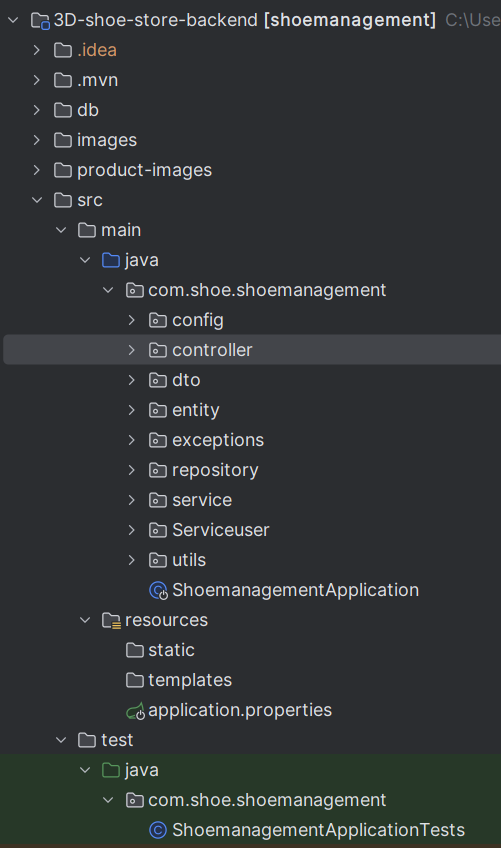 3D-shoe-store-backend [shoemanagement] C:\Use
.idea
.mvn
db
images
product-images
src
main
java
com.shoe.shoemanagement
config
controller
dto
entity
exceptions
repository
service
Serviceuser
utils
ShoemanagementApplication
resources
static
templates
application.properties
test
java
com.shoe.shoemanagement
ShoemanagementApplicationTests